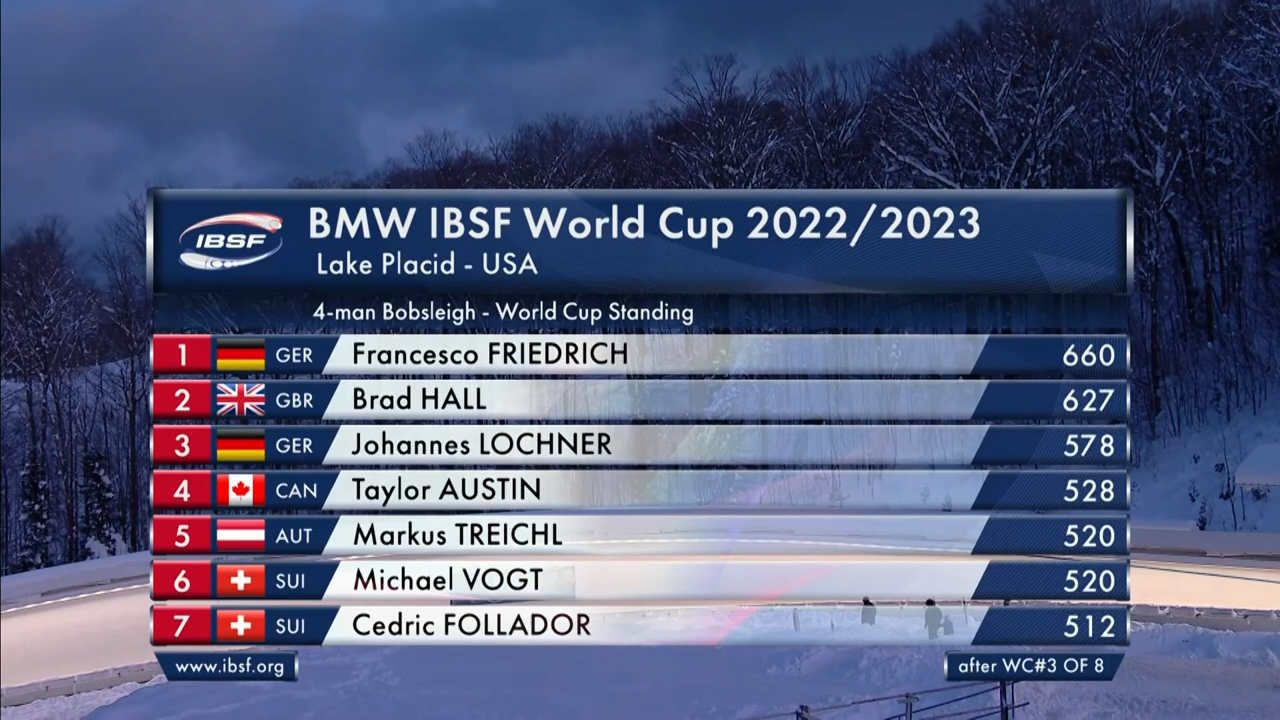 IBSF
BMW IBSF World Cup 2022/2023
Lake Placid - USA
4-man Bobsleigh - World Cup Standing
1 GER Francesco FRIEDRICH 660
2 GBR Brad HALL 627
3 GER Johannes LOCHNER 578
4 CAN Taylor AUSTIN 528
5 AUT Markus TREICHL 520
6 SUI Michael VOGT 520
7 SUI Cedric FOLLADOR 512
www.ibsf.org
after WC#3 OF 8